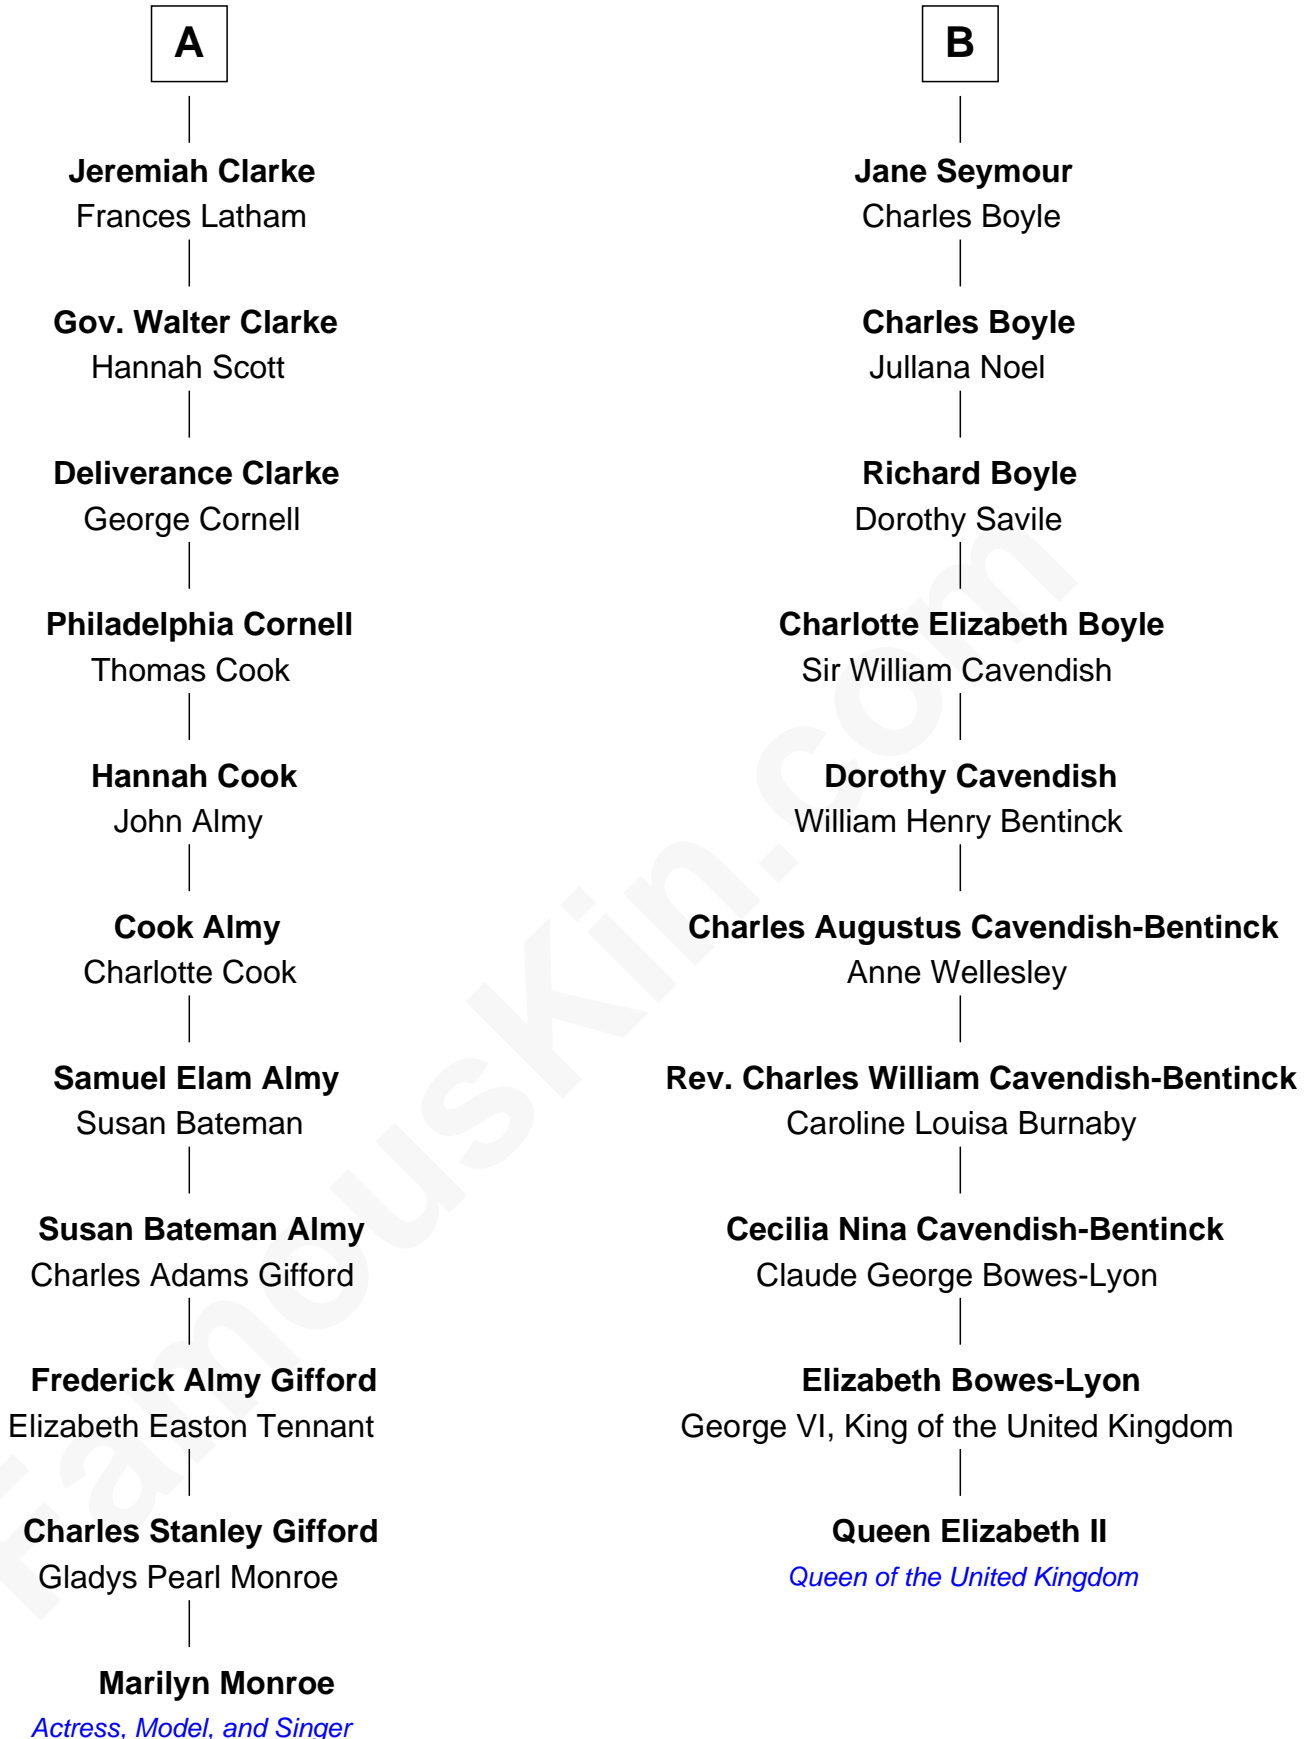 A
Jeremiah Clarke
Frances Latham
Gov. Walter Clarke
Hannah Scott
Deliverance Clarke
George Cornell
Philadelphia Cornell
Thomas Cook
Hannah Cook
John Almy
Cook Almy
Charlotte Cook
Samuel Elam Almy
Susan Bateman
Susan Bateman Almy
Charles Adams Gifford
Frederick Almy Gifford
Elizabeth Easton Tennant
Charles Stanley Gifford
Gladys Pearl Monroe
Marilyn Monroe
Actress, Model, and Singer
B
Jane Seymour
Charles Boyle
Charles Boyle
Jullana Noel
Richard Boyle
Dorothy Savile
Charlotte Elizabeth Boyle
Sir William Cavendish
Dorothy Cavendish
William Henry Bentinck
Charles Augustus Cavendish-Bentinck
Anne Wellesley
Rev. Charles William Cavendish-Bentinck
Caroline Louisa Burnaby
Cecilia Nina Cavendish-Bentinck
Claude George Bowes-Lyon
Elizabeth Bowes-Lyon
George VI, King of the United Kingdom
Queen Elizabeth II
Queen of the United Kingdom
FamousKin.com